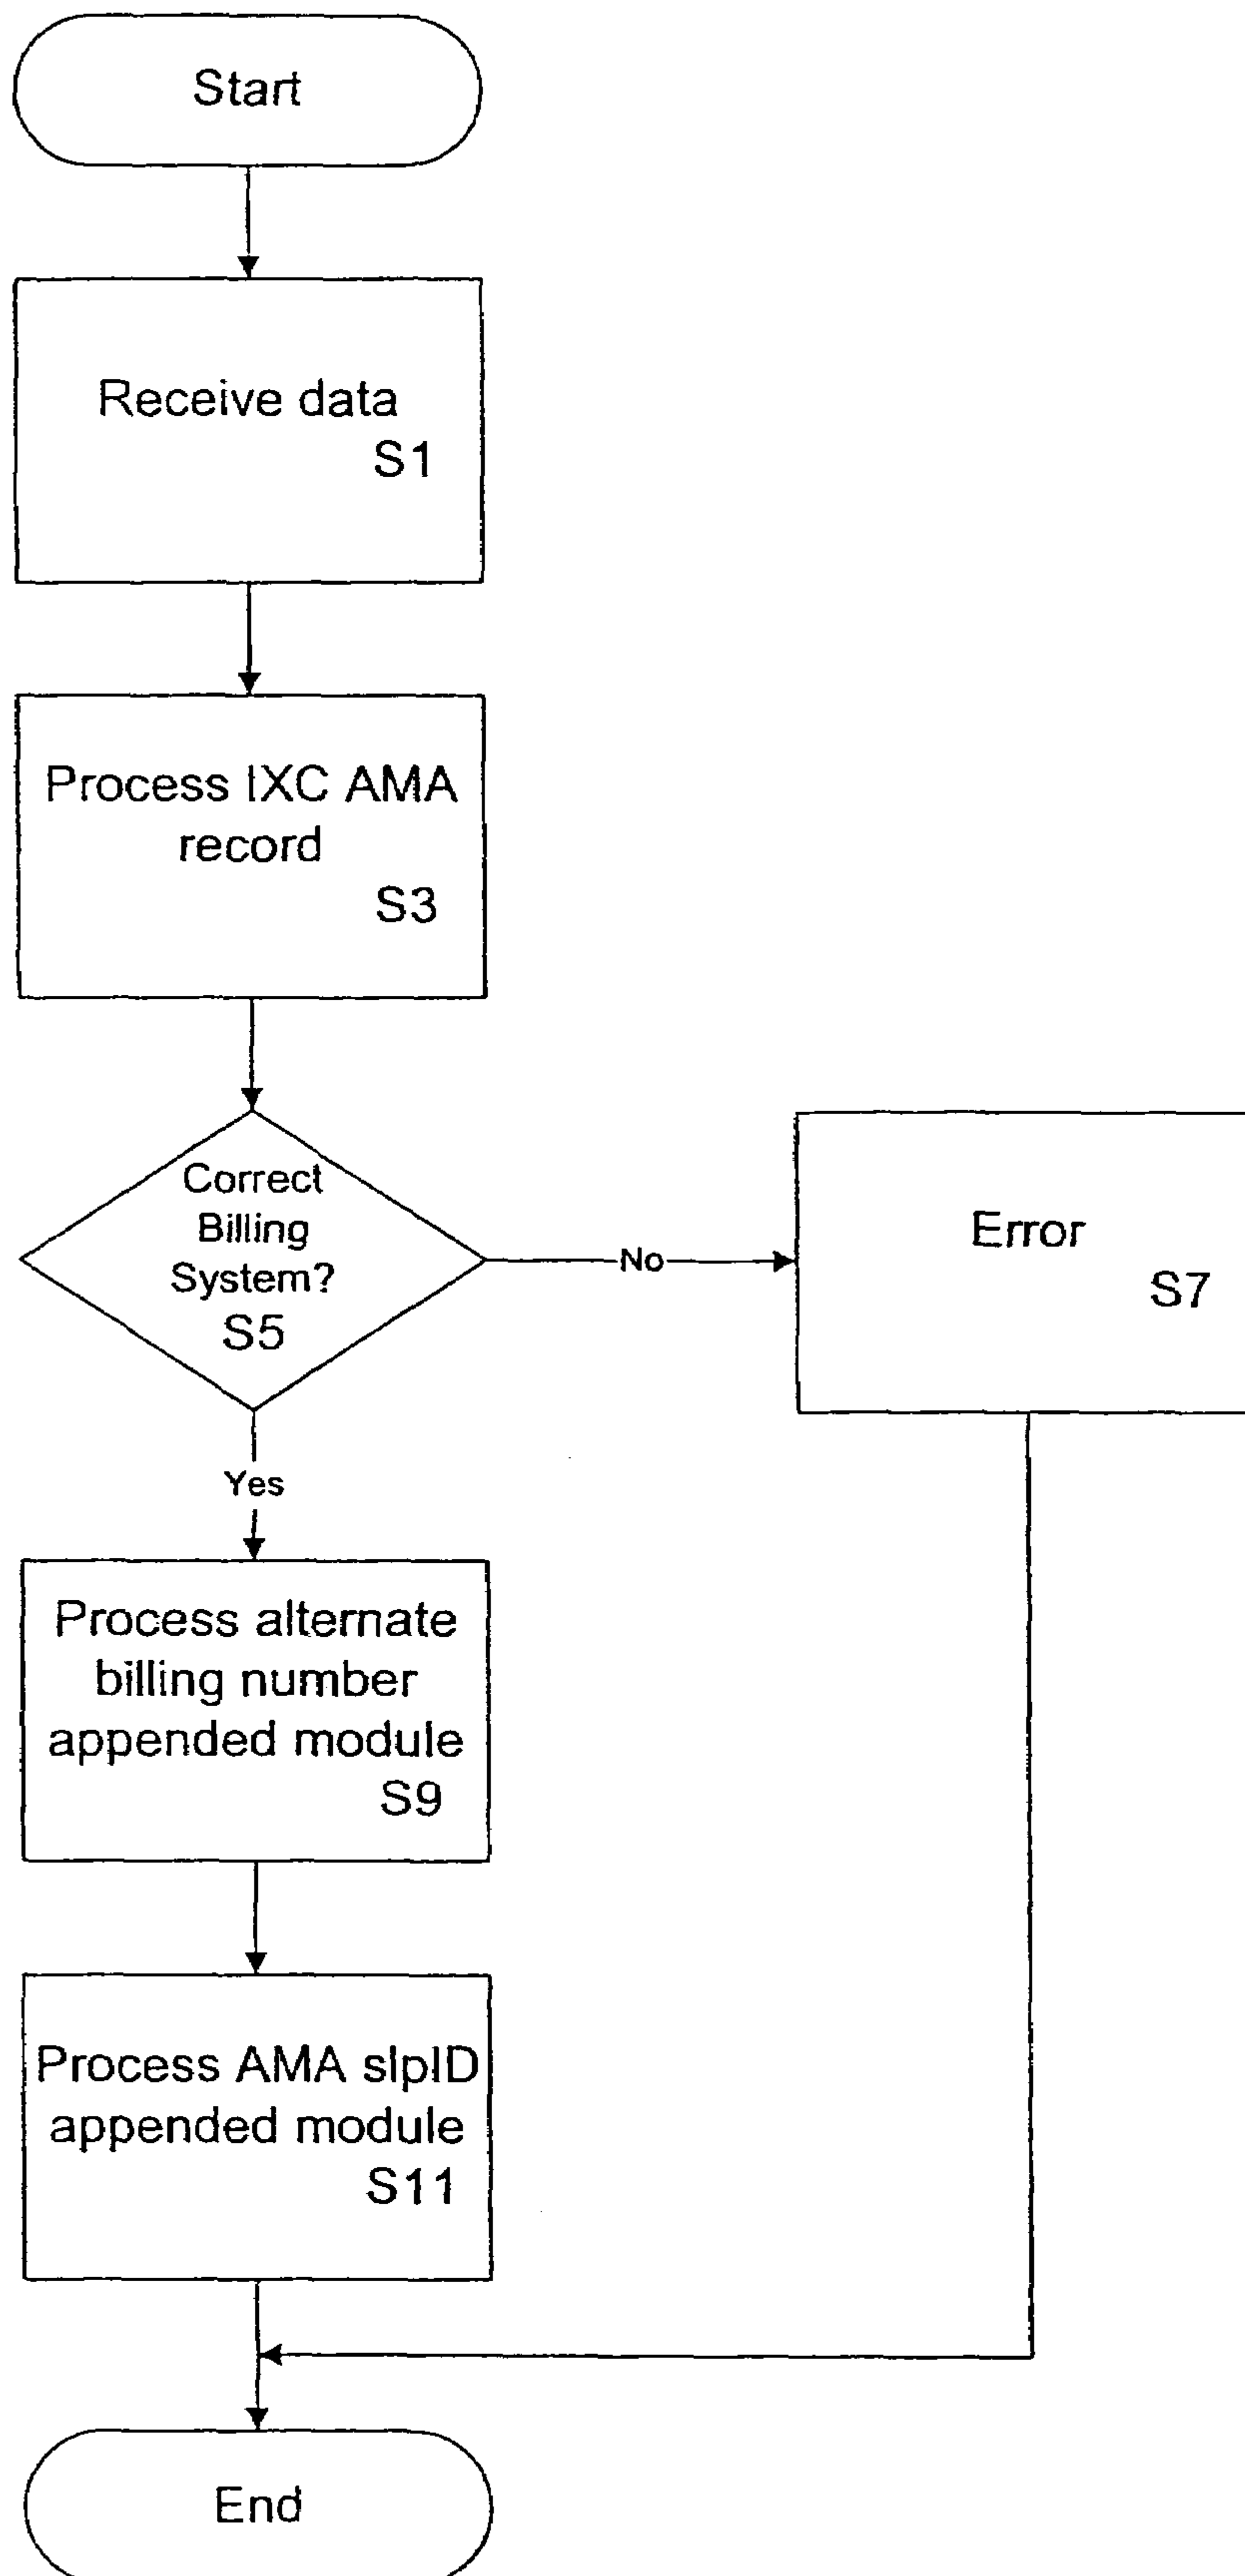 Start
Receive data
S1
Process IXC AMA
record
S3
Correct
Billing
System?
S5
No
Error
S7
Yes
Process alternate
billing number
appended module
S9
Process AMA slpID
appended module
S11
End